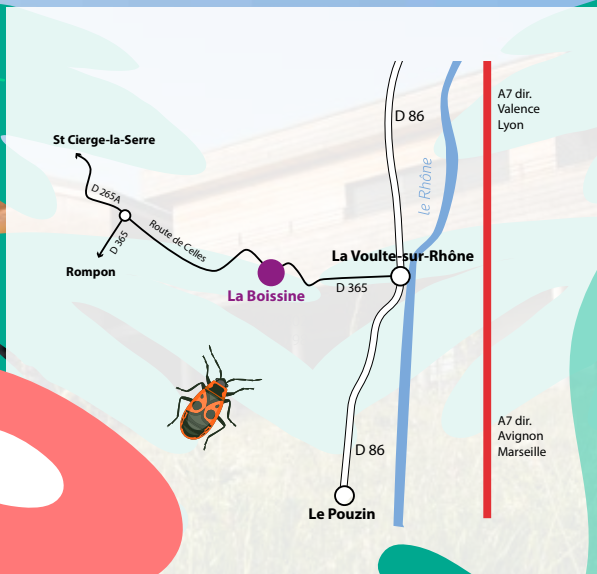 A7 dir.
Valence
Lyon
D 86
St Cierge-la-Serre
le Rhône
D 265A
Route de Celles
D 365
Rompon
La Voulte-sur-Rhône
La Boissine
D 365
A7 dir.
Avignon
Marseille
D 86
Le Pouzin